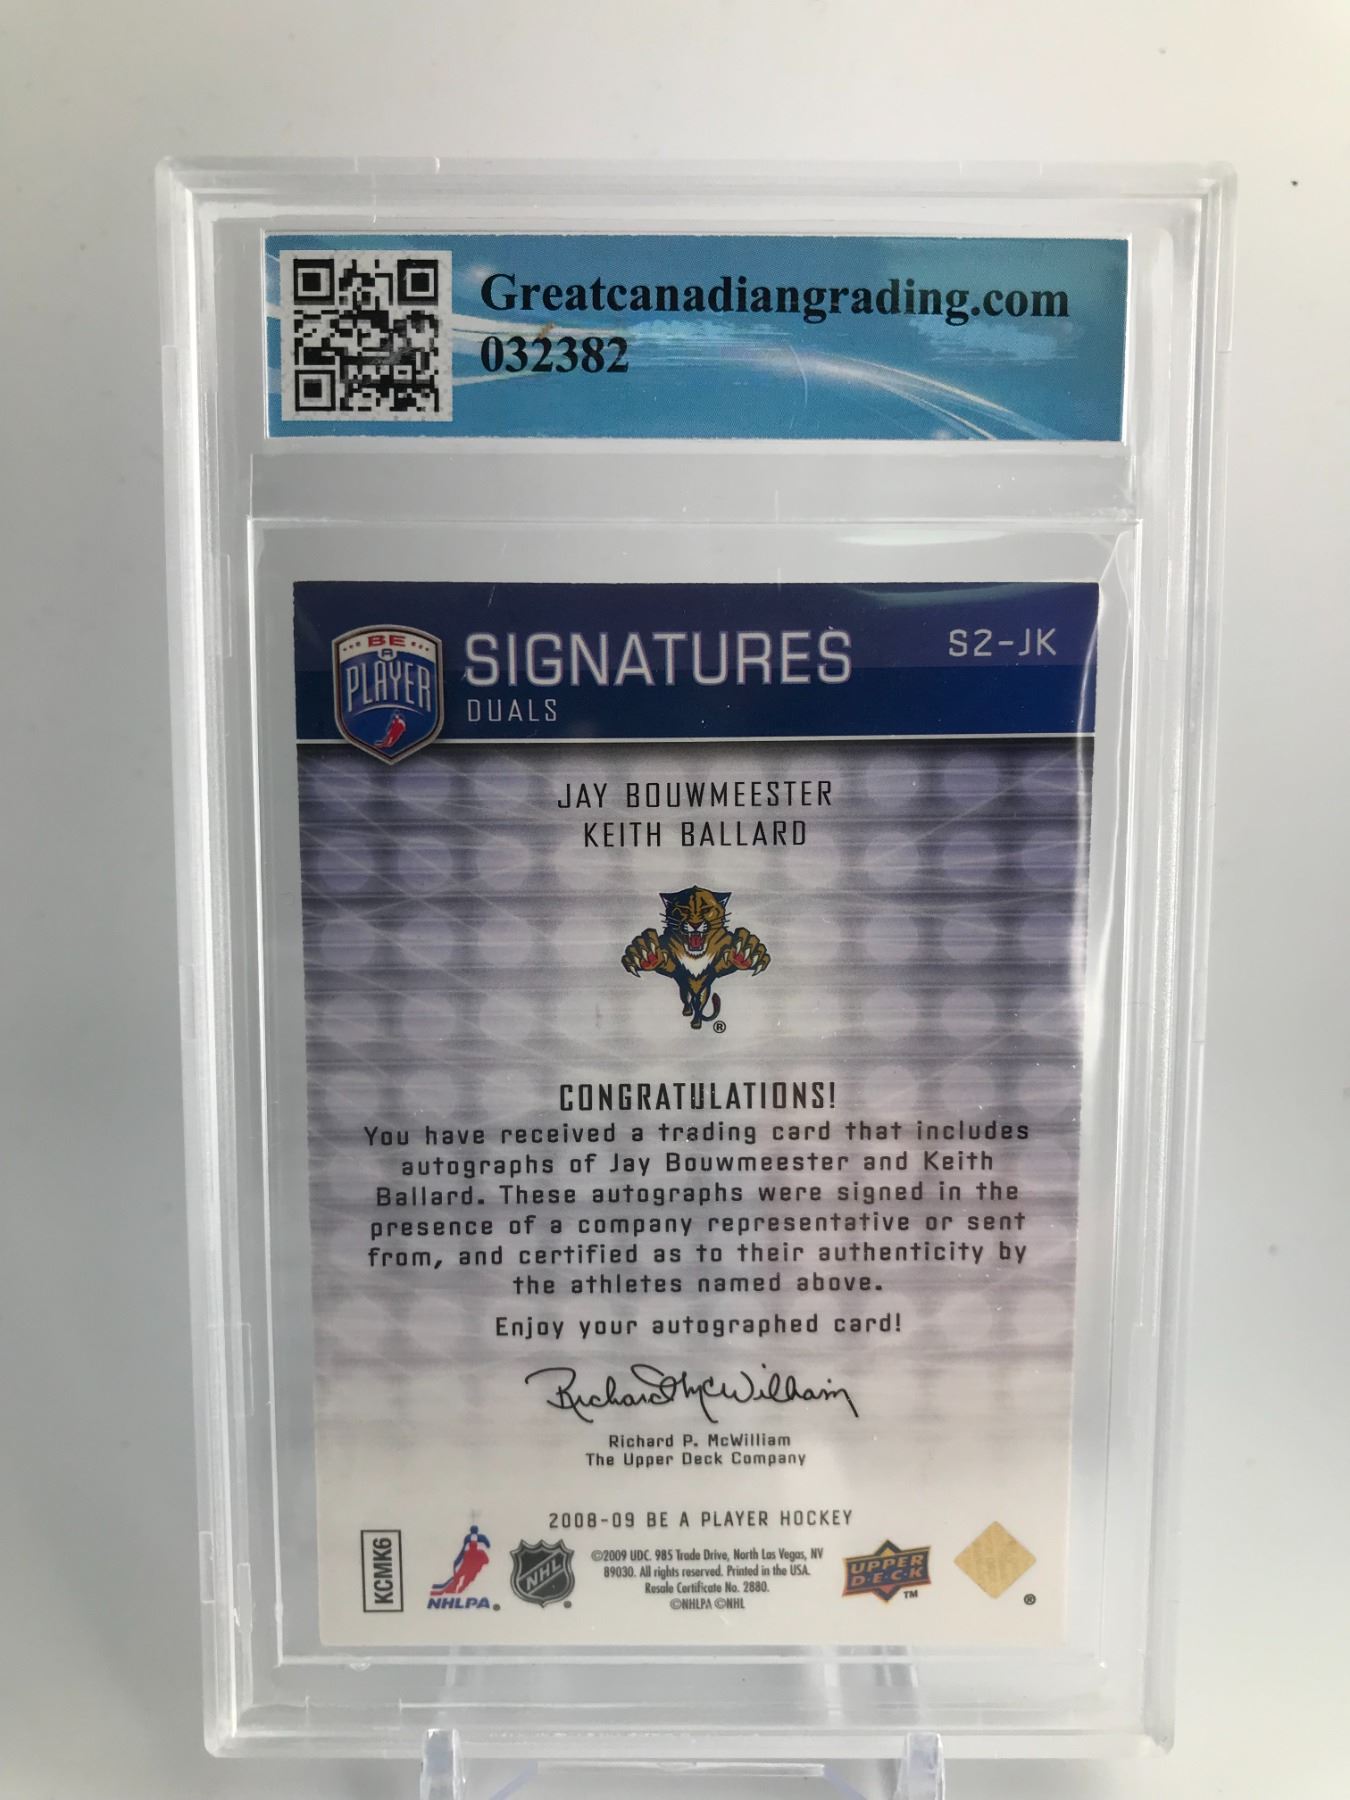 Greatcanadiangrading.com
032382
BE
A
PLAYER
SIGNATURES
DUALS
S2-JK
JAY BOUWMEESTER
KEITH BALLARD
®
CONGRATULATIONS!
You have received a trading card that includes
autographs of Jay Bouwmeester and Keith
Ballard. These autographs were signed in the
presence of a company representative or sent
from, and certified as to their authenticity by
the athletes named above.
Enjoy your autographed card!
Richard McWilliam
Richard P. McWilliam
The Upper Deck Company
2008-09 BE A PLAYER HOCKEY
KCMK6
NHLPA®
NHL®
©2009 UDC. 985 Trade Drive, North Las Vegas, NV
89030. All rights reserved. Printed in the USA.
Resale Certificate No. 2880.
©NHLPA ©NHL
UPPER
DECK
™
®